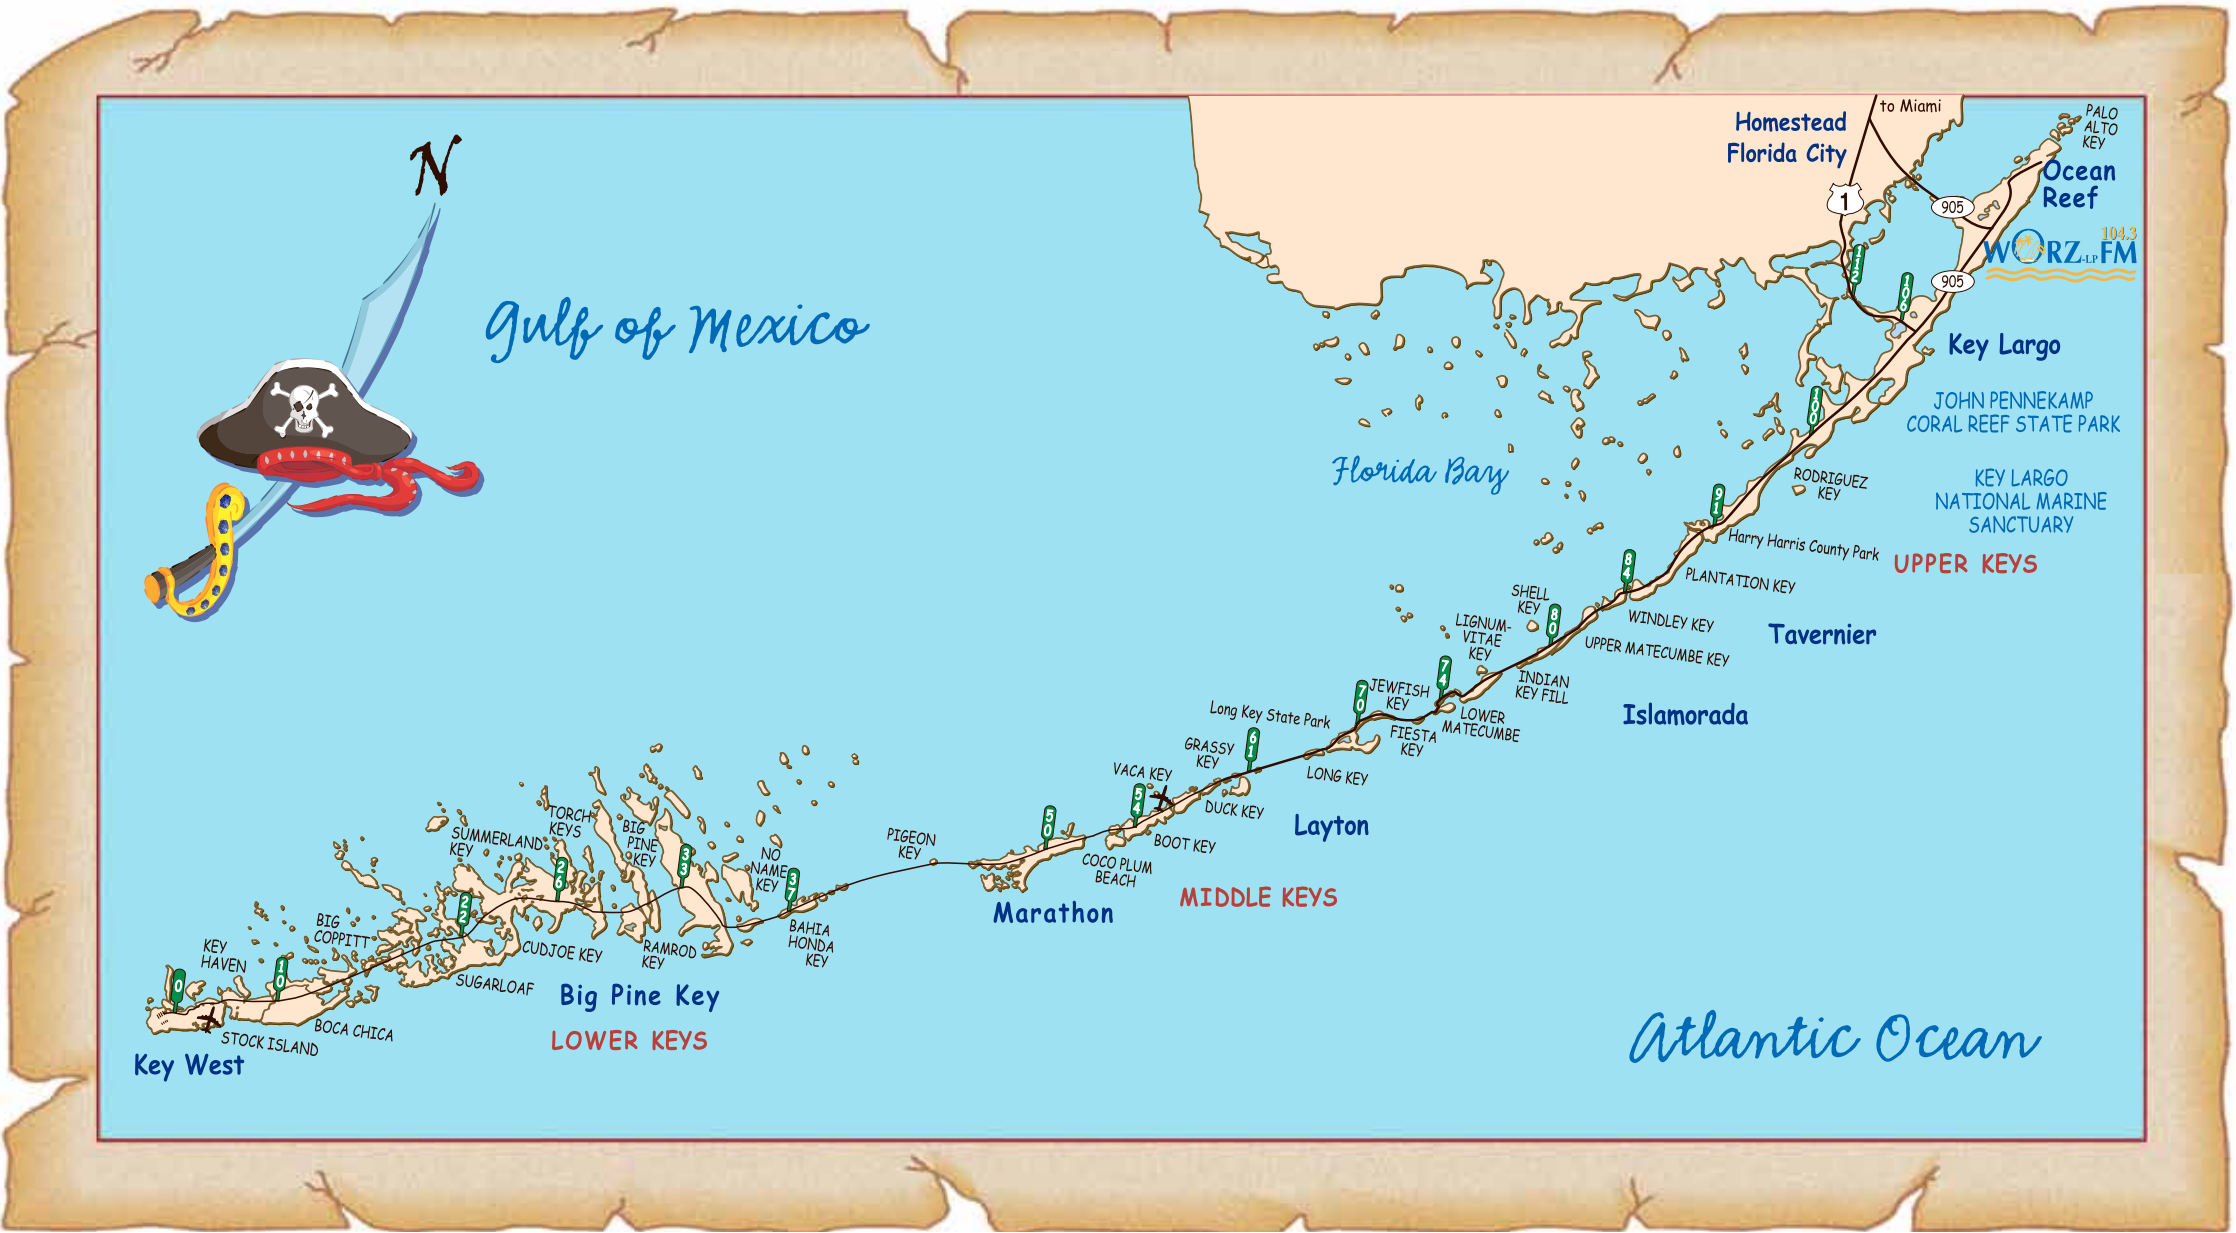 to Miami
PALO
ALTO
KEY
Homestead
Florida City
N
Ocean
Reef
1
905
104.3
WORZ-LP FM
112
905
106
Gulf of Mexico
Key Largo
JOHN PENNEKAMP
CORAL REEF STATE PARK
100
Florida Bay
RODRIGUEZ
KEY
KEY LARGO
NATIONAL MARINE
SANCTUARY
91
Harry Harris County Park
UPPER KEYS
84
PLANTATION KEY
SHELL
KEY
80
WINDLEY KEY
LIGNUM-
VITAE
KEY
Tavernier
UPPER MATECUMBE KEY
74
INDIAN
KEY FILL
70
JEWFISH
KEY
Long Key State Park
LOWER
MATECUMBE
Islamorada
FIESTA
KEY
61
GRASSY
KEY
LONG KEY
VACA KEY
54
DUCK KEY
50
Layton
BOOT KEY
PIGEON
KEY
COCO PLUM
BEACH
MIDDLE KEYS
Marathon
TORCH
KEYS
BIG
PINE
KEY
SUMMERLAND
KEY
26
33
NO
NAME
KEY
37
22
BIG
COPPITT
BAHIA
HONDA
KEY
KEY
HAVEN
CUDJOE KEY
RAMROD
KEY
10
0
SUGARLOAF
Big Pine Key
BOCA CHICA
STOCK ISLAND
LOWER KEYS
Key West
Atlantic Ocean